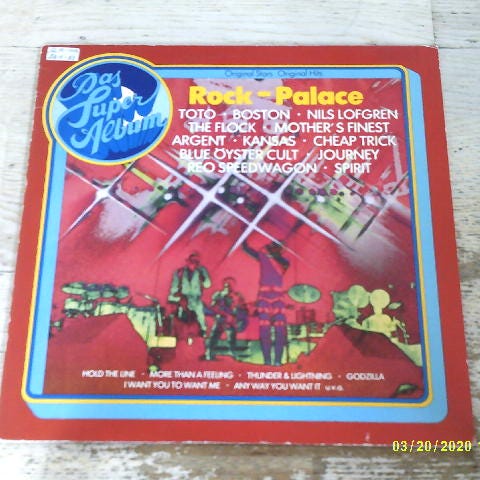 Das
Super
Album
Original Stars · Original Hits
Rock-Palace
TOTO · BOSTON · NILS LOFGREN
THE FLOCK · MOTHER'S FINEST
ARGENT · KANSAS · CHEAP TRICK
BLUE ÖYSTER CULT · JOURNEY
REO SPEEDWAGON · SPIRIT
HOLD THE LINE · MORE THAN A FEELING · THUNDER & LIGHTNING · GODZILLA
I WANT YOU TO WANT ME · ANY WAY YOU WANT IT u.v.a.
03/20/2020